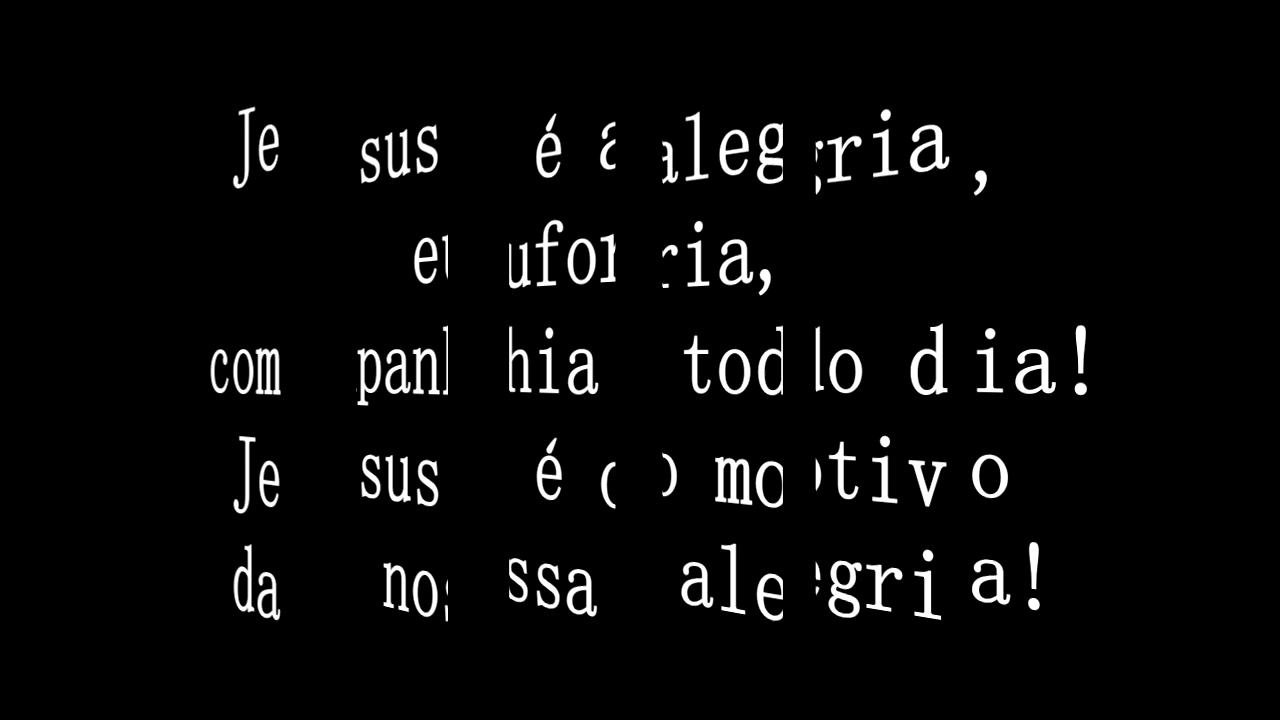 Jesus é alegria,
euforia,
companhia todo dia!
Jesus é o motivo
da nossa alegria!